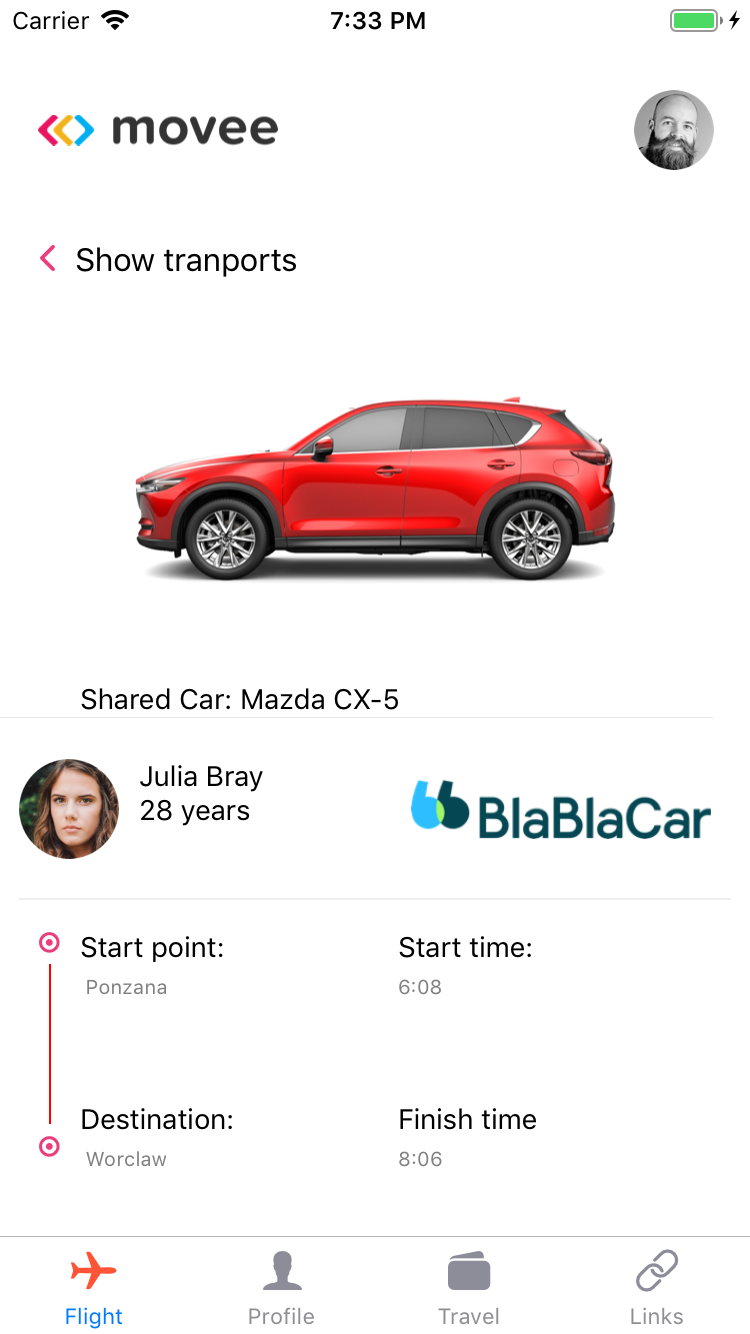 Carrier 7:33 PM
movee
Show tranports
Shared Car: Mazda CX-5
Julia Bray
28 years
BlaBlaCar
Start point: Start time:
Ponzana 6:08
Destination: Finish time
Worclaw 8:06
Flight Profile Travel Links